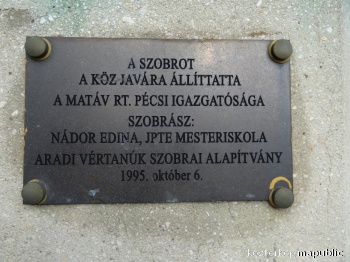 A SZOBROT
A KÖZ JAVÁRA ÁLLÍTTATTA
A MATÁV RT. PÉCSI IGAZGATÓSÁGA
SZOBRÁSZ:
NÁDOR EDINA, JPTE MESTERISKOLA
ARADI VÉRTANÚK SZOBRAI ALAPÍTVÁNY
1995. október 6.